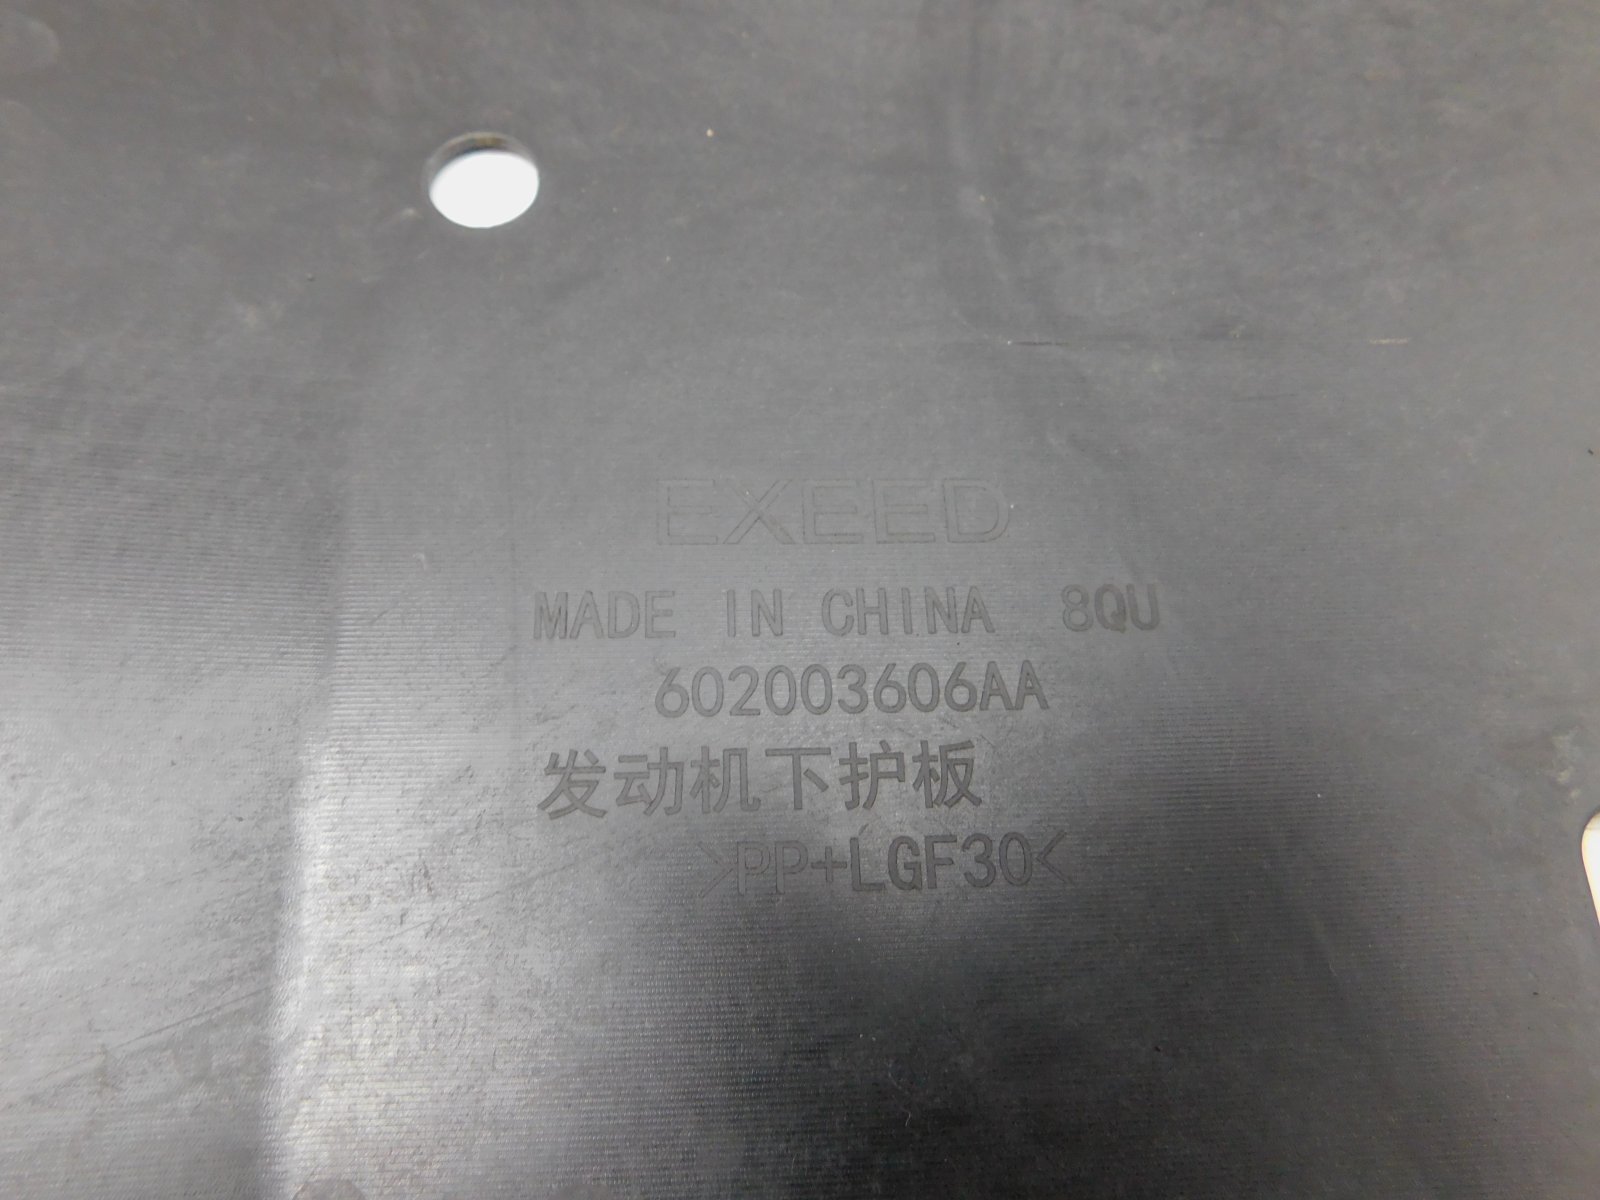 EXEED
MADE IN CHINA 8QU
602003606AA
发动机下护板
>PP+LGF30<